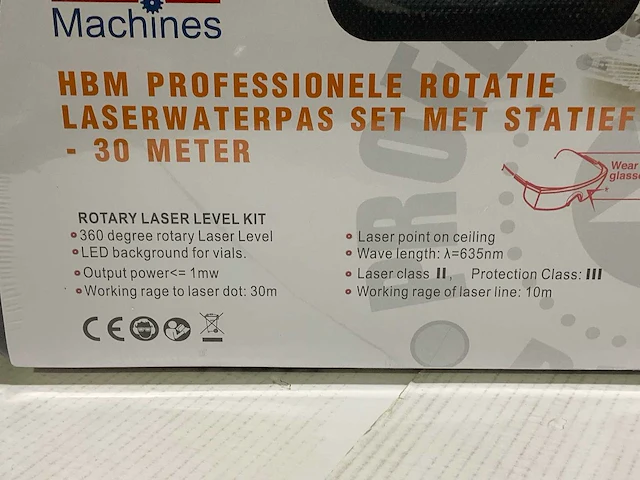 Machines
HBM PROFESSIONELE ROTATIE
LASERWATERPAS SET MET STATIEF
- 30 METER
Wear
glasse
ROTARY LASER LEVEL KIT
• 360 degree rotary Laser Level
• LED background for vials.
• Output power<= 1mw
• Working rage to laser dot: 30m
• Laser point on ceiling
• Wave length: λ=635nm
• Laser class II, Protection Class: III
• Working rage of laser line: 10m
CE